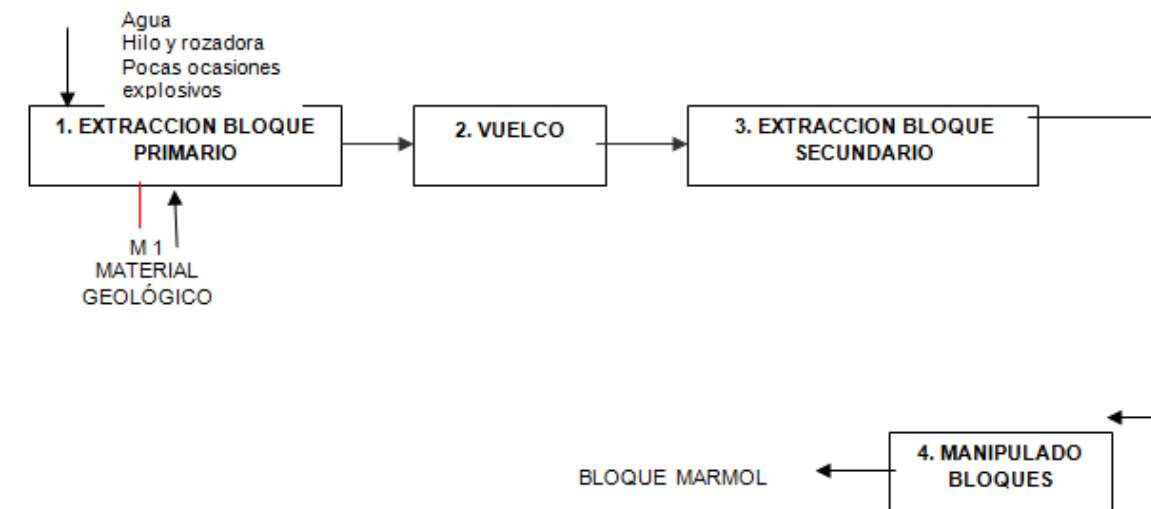 Agua
Hilo y rozadora
Pocas ocasiones
explosivos
1. EXTRACCION BLOQUE
PRIMARIO
2. VUELCO
3. EXTRACCION BLOQUE
SECUNDARIO
M 1
MATERIAL
GEOLÓGICO
4. MANIPULADO
BLOQUES
BLOQUE MARMOL